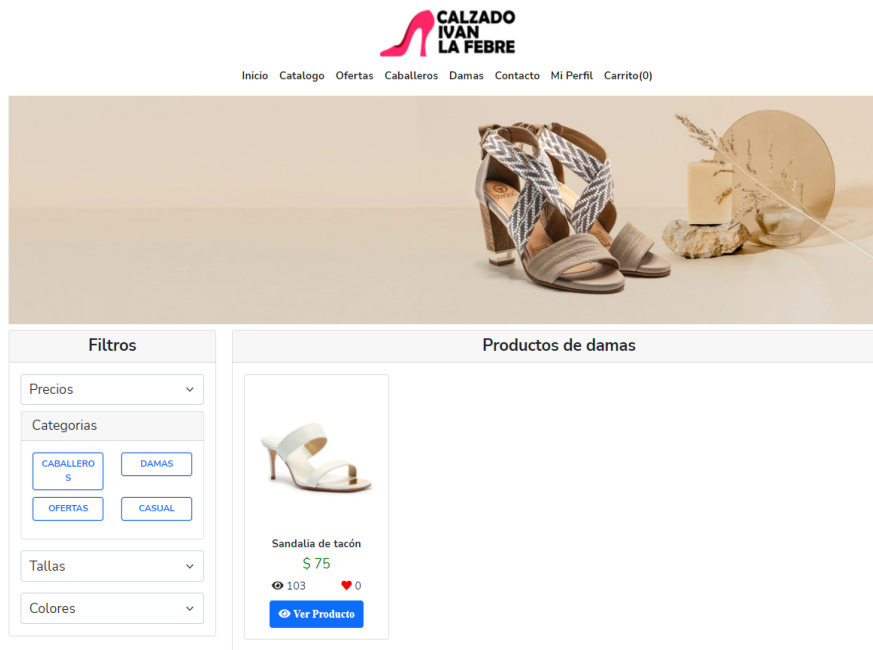 CALZADO
IVAN
LA FEBRE
Inicio Catalogo Ofertas Caballeros Damas Contacto Mi Perfil Carrito(0)
Filtros
Productos de damas
Precios
Categorias
CABALLERO
S
DAMAS
OFERTAS
CASUAL
Tallas
Colores
Sandalia de tacón
$ 75
103
0
Ver Producto